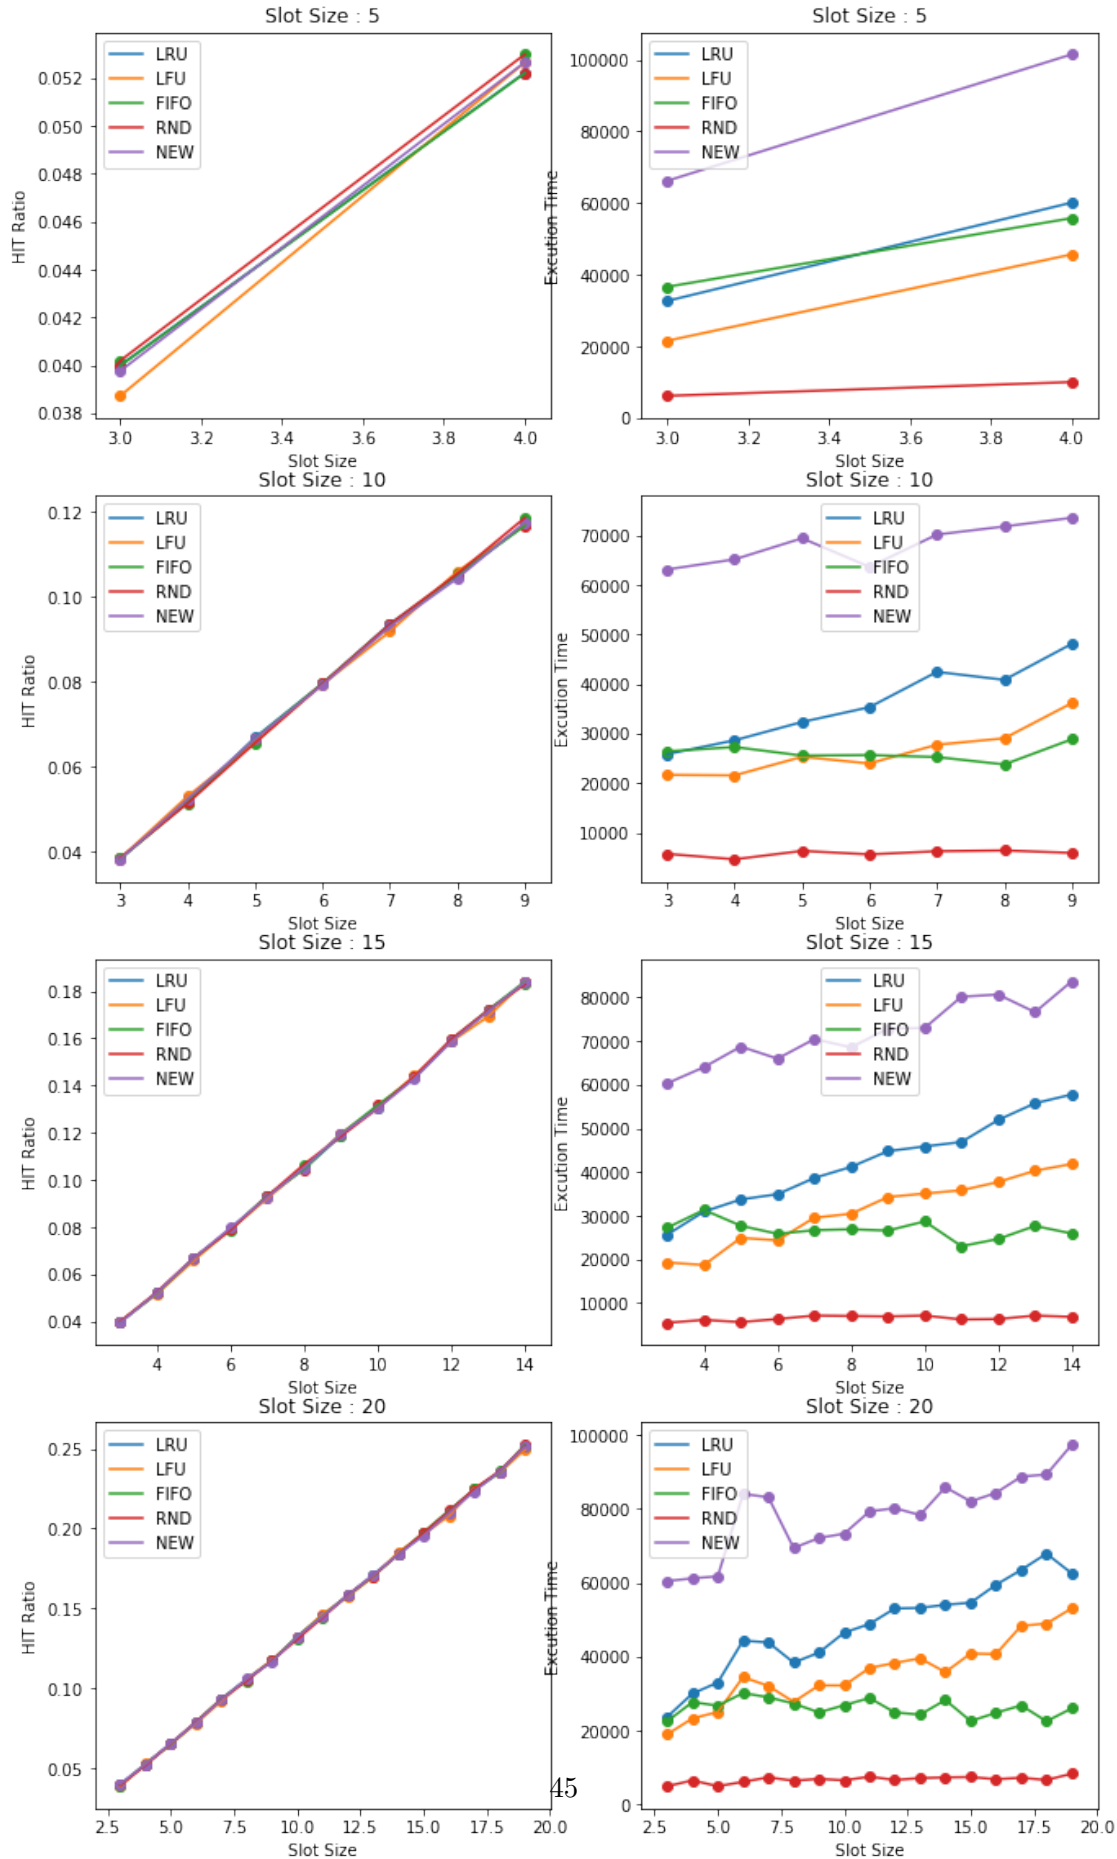 Slot Size : 5
HIT Ratio
0.052
0.050
0.048
0.046
0.044
0.042
0.040
0.038
LRU
LFU
FIFO
RND
NEW
3.0 3.2 3.4 3.6 3.8 4.0
Slot Size
Slot Size : 5
Excution Time
100000
80000
60000
40000
20000
0
LRU
LFU
FIFO
RND
NEW
3.0 3.2 3.4 3.6 3.8 4.0
Slot Size
Slot Size : 10
HIT Ratio
0.12
0.10
0.08
0.06
0.04
LRU
LFU
FIFO
RND
NEW
3 4 5 6 7 8 9
Slot Size
Slot Size : 10
Excution Time
70000
60000
50000
40000
30000
20000
10000
LRU
LFU
FIFO
RND
NEW
3 4 5 6 7 8 9
Slot Size
Slot Size : 15
HIT Ratio
0.18
0.16
0.14
0.12
0.10
0.08
0.06
0.04
LRU
LFU
FIFO
RND
NEW
4 6 8 10 12 14
Slot Size
Slot Size : 15
Excution Time
80000
70000
60000
50000
40000
30000
20000
10000
LRU
LFU
FIFO
RND
NEW
4 6 8 10 12 14
Slot Size
Slot Size : 20
HIT Ratio
0.25
0.20
0.15
0.10
0.05
LRU
LFU
FIFO
RND
NEW
2.5 5.0 7.5 10.0 12.5 15.0 17.5 20.0
Slot Size
Slot Size : 20
Excution Time
100000
80000
60000
40000
20000
0
LRU
LFU
FIFO
RND
NEW
2.5 5.0 7.5 10.0 12.5 15.0 17.5 20.0
Slot Size
45